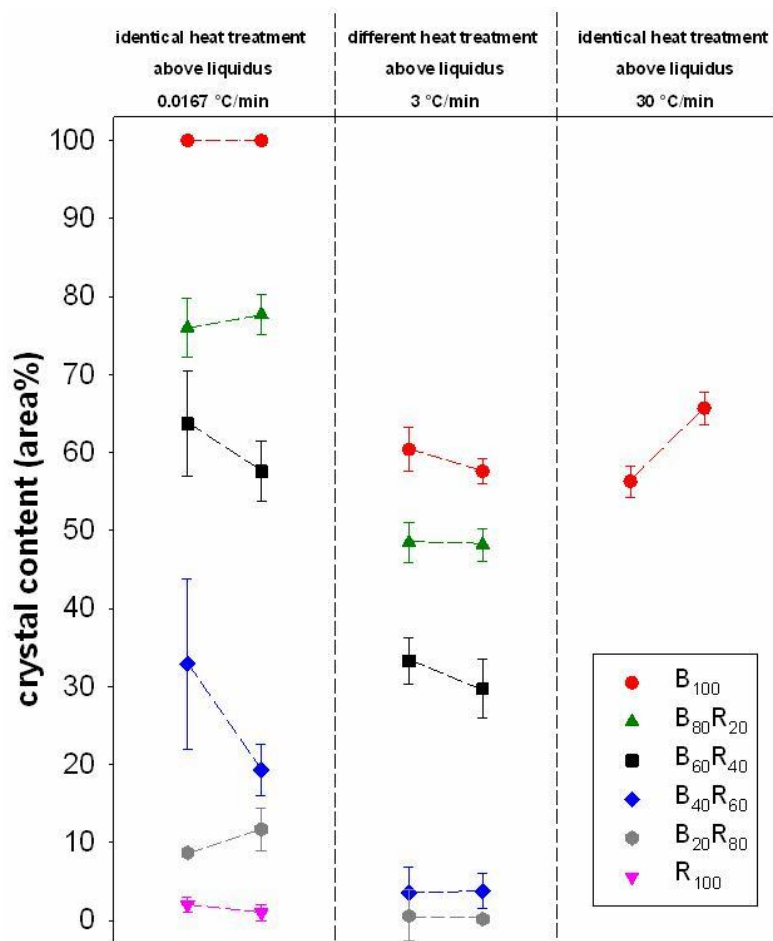 identical heat treatment
above liquidus
0.0167 °C/min
different heat treatment
above liquidus
3 °C/min
identical heat treatment
above liquidus
30 °C/min
crystal content (area%)
100
90
80
70
60
50
40
30
20
10
0
B100
B80R20
B60R40
B40R60
B20R80
R100